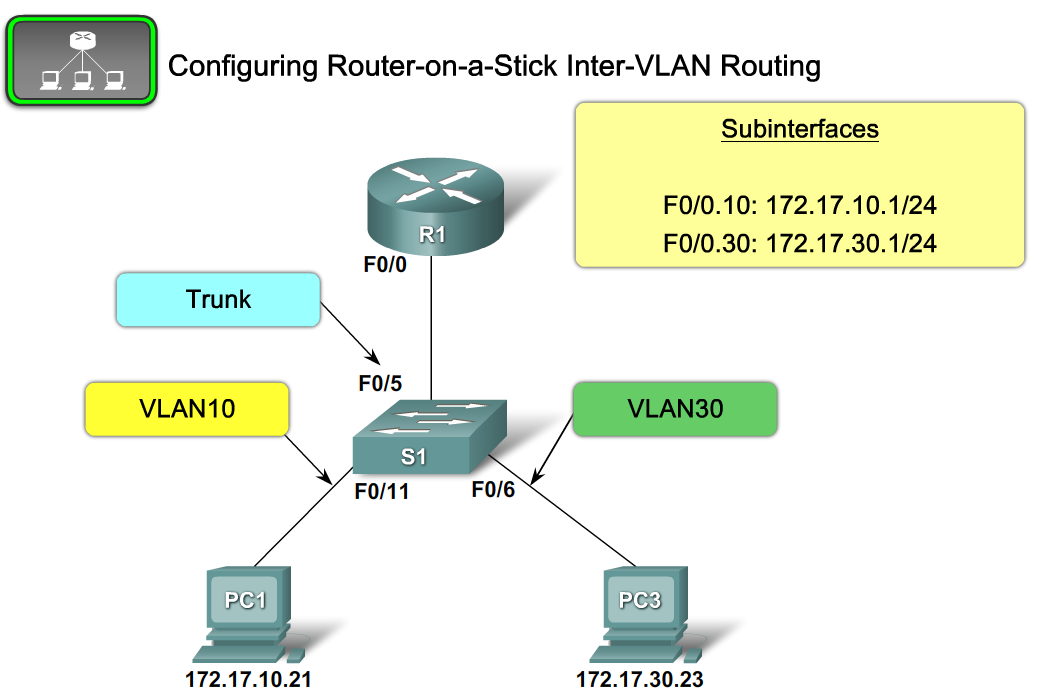 Configuring Router-on-a-Stick Inter-VLAN Routing
Subinterfaces
F0/0.10: 172.17.10.1/24
F0/0.30: 172.17.30.1/24
R1
F0/0
Trunk
F0/5
VLAN10
VLAN30
S1
F0/11
F0/6
PC1
PC3
172.17.10.21
172.17.30.23